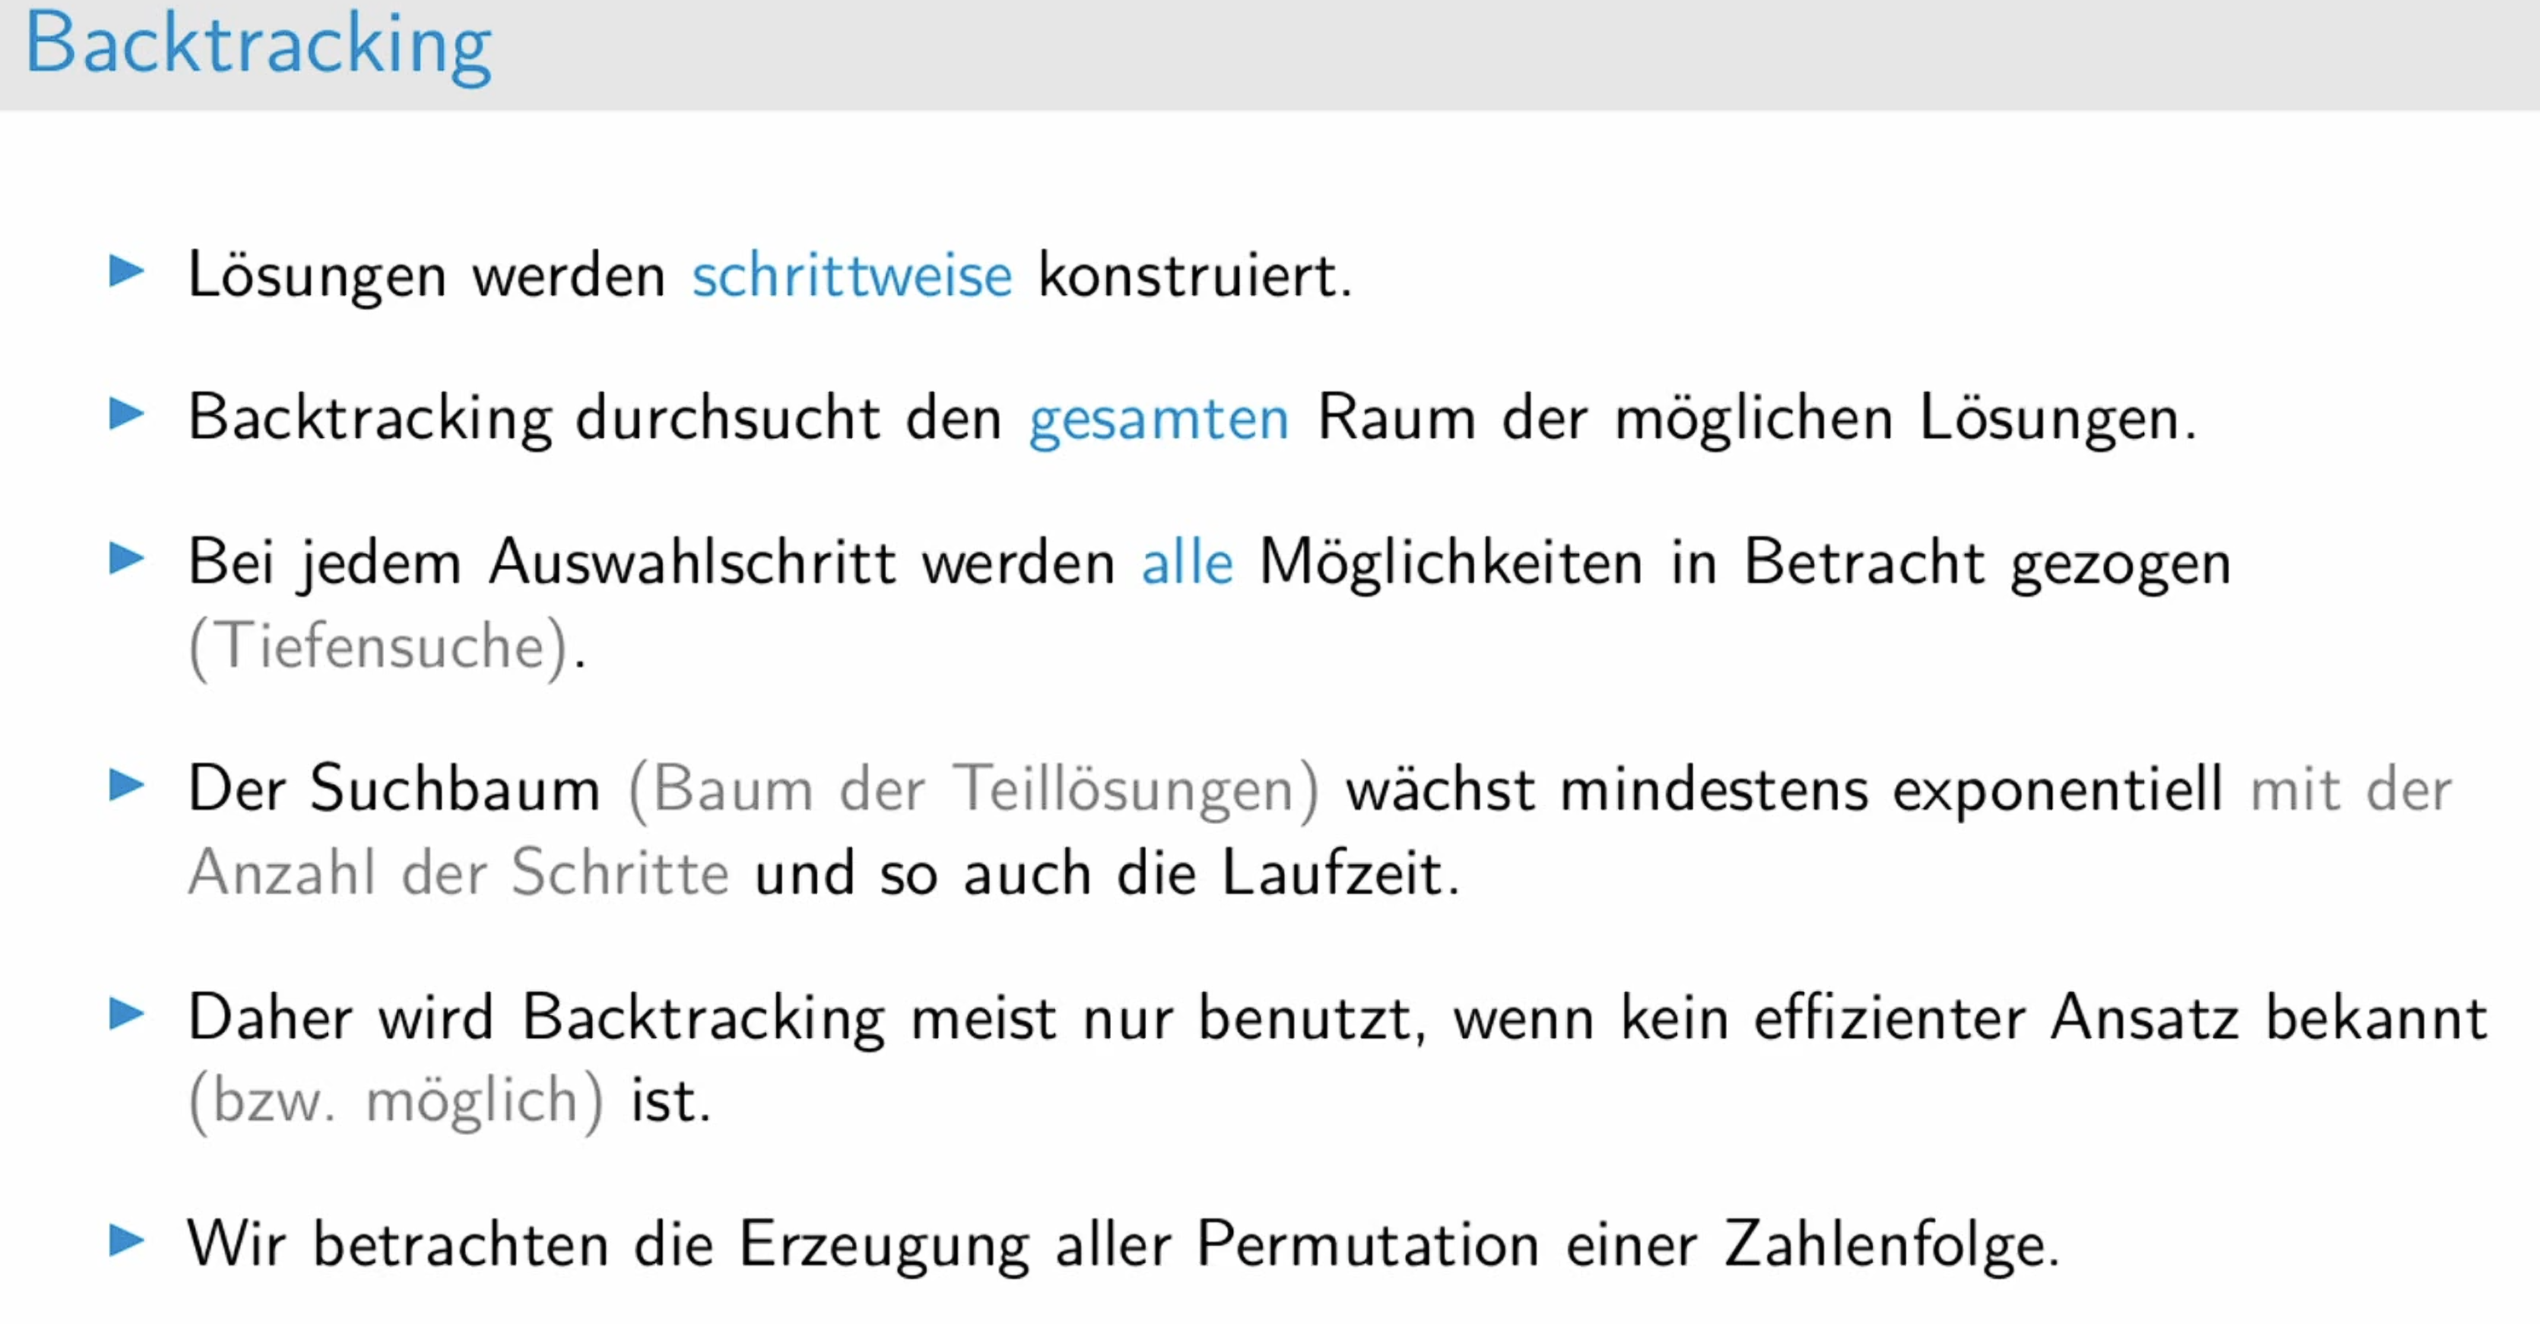 Backtracking
Lösungen werden schrittweise konstruiert.
Backtracking durchsucht den gesamten Raum der möglichen Lösungen.
Bei jedem Auswahlschritt werden alle Möglichkeiten in Betracht gezogen
(Tiefensuche).
Der Suchbaum (Baum der Teillösungen) wächst mindestens exponentiell mit der
Anzahl der Schritte und so auch die Laufzeit.
Daher wird Backtracking meist nur benutzt, wenn kein effizienter Ansatz bekannt
(bzw. möglich) ist.
Wir betrachten die Erzeugung aller Permutation einer Zahlenfolge.